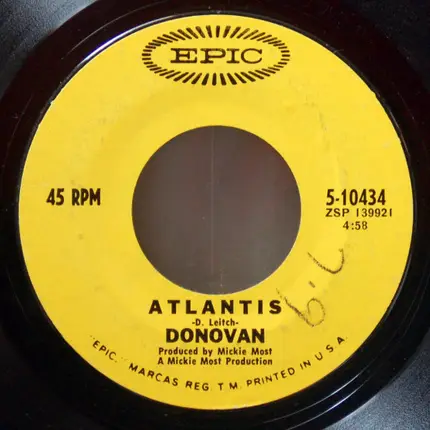 EPIC
45 RPM
5-10434
ZSP 139921
4:58
ATLANTIS
-D. Leitch-
DONOVAN
Produced by Mickie Most
A Mickie Most Production
"EPIC," MARCAS REG. T.M. PRINTED IN U.S.A.